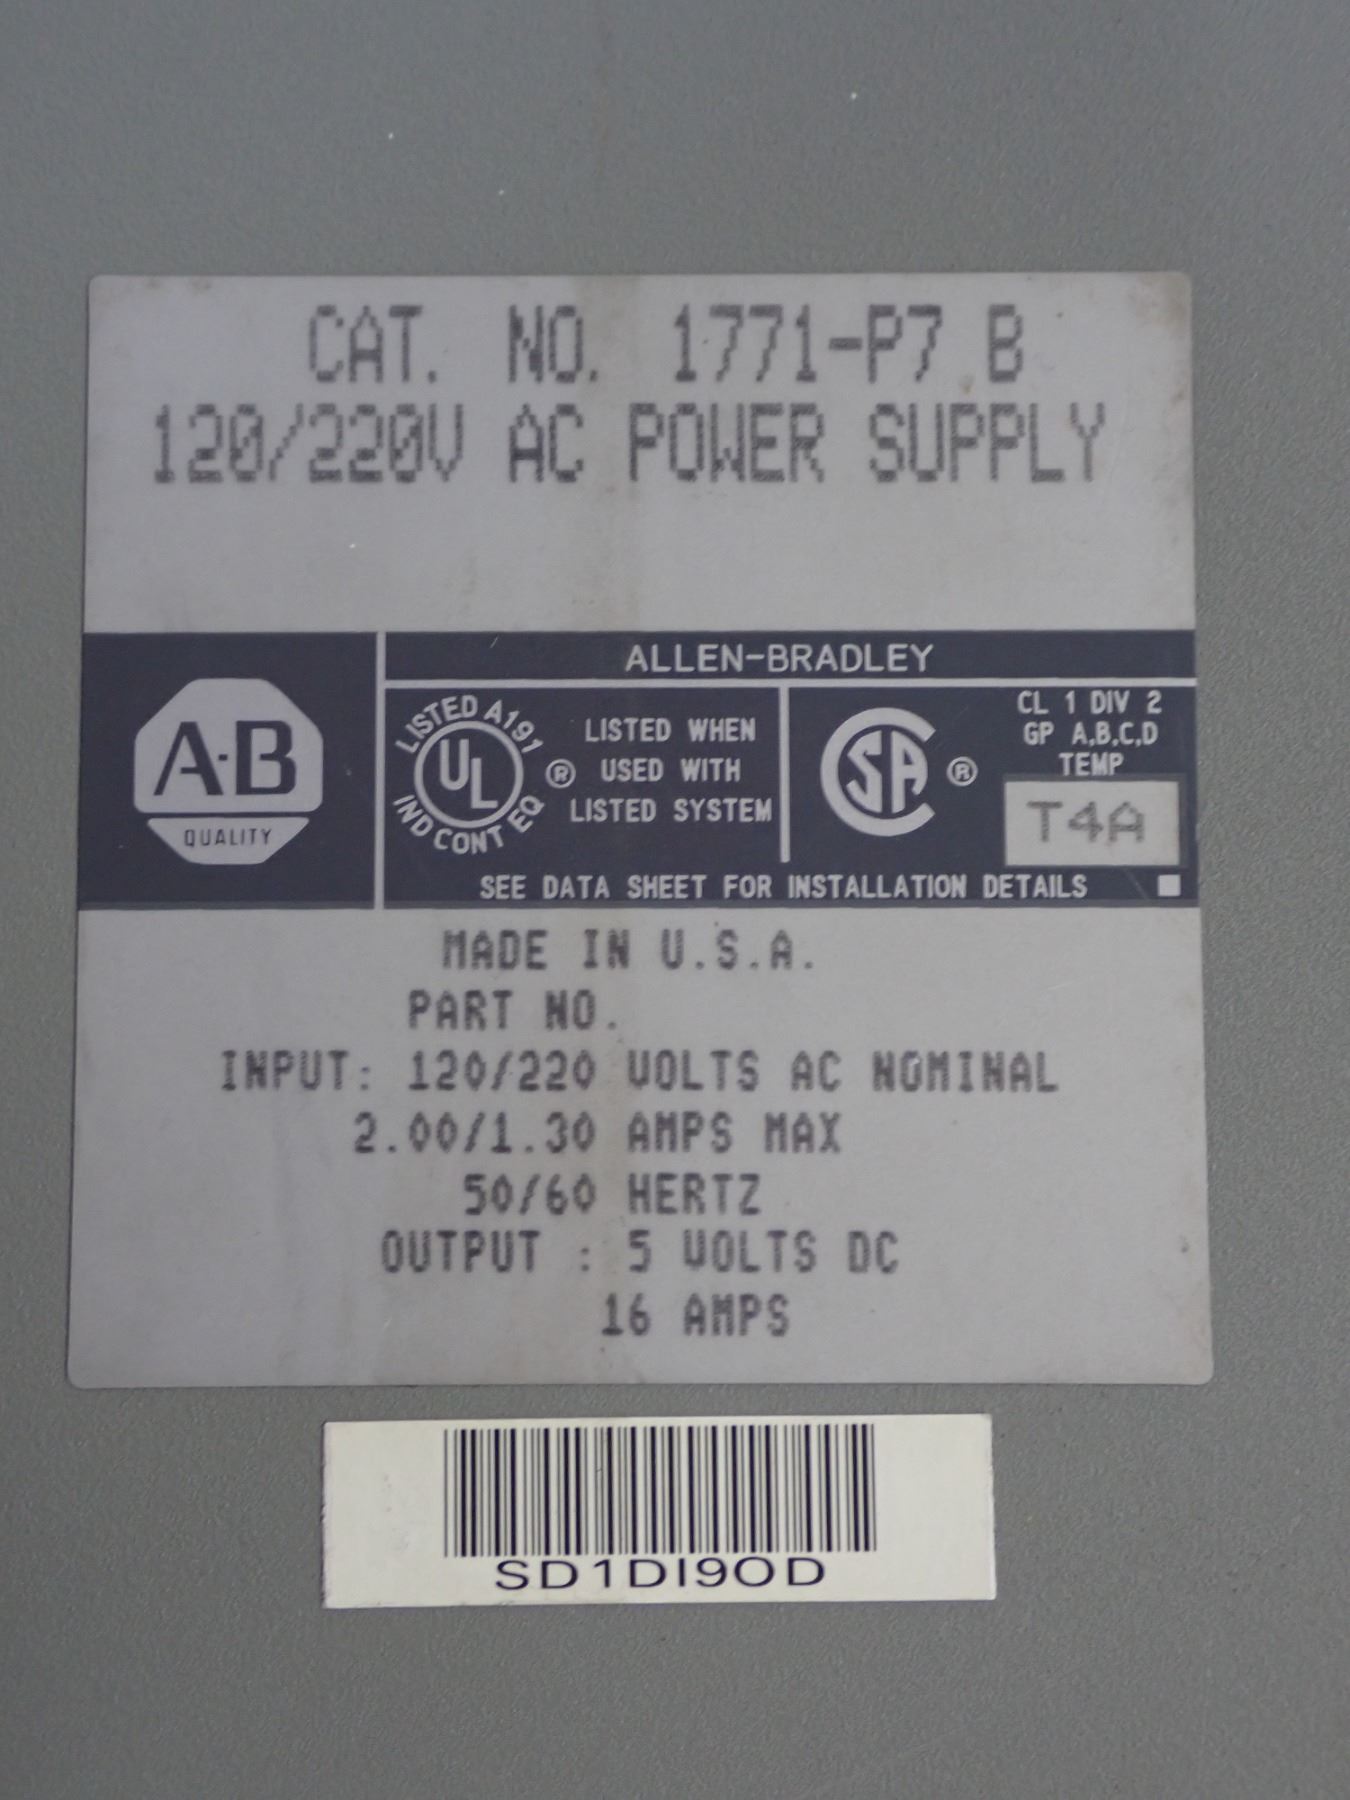 CAT. NO. 1771-P7 B
120/220V AC POWER SUPPLY
ALLEN-BRADLEY
A-B
QUALITY
LISTED A191
UL
IND CONT EQ
®
LISTED WHEN
USED WITH
LISTED SYSTEM
CSA
®
CL 1 DIV 2
GP A,B,C,D
TEMP
T4A
SEE DATA SHEET FOR INSTALLATION DETAILS
MADE IN U.S.A.
PART NO.
INPUT: 120/220 VOLTS AC NOMINAL
2.00/1.30 AMPS MAX
50/60 HERTZ
OUTPUT : 5 VOLTS DC
16 AMPS
SD1DI9OD